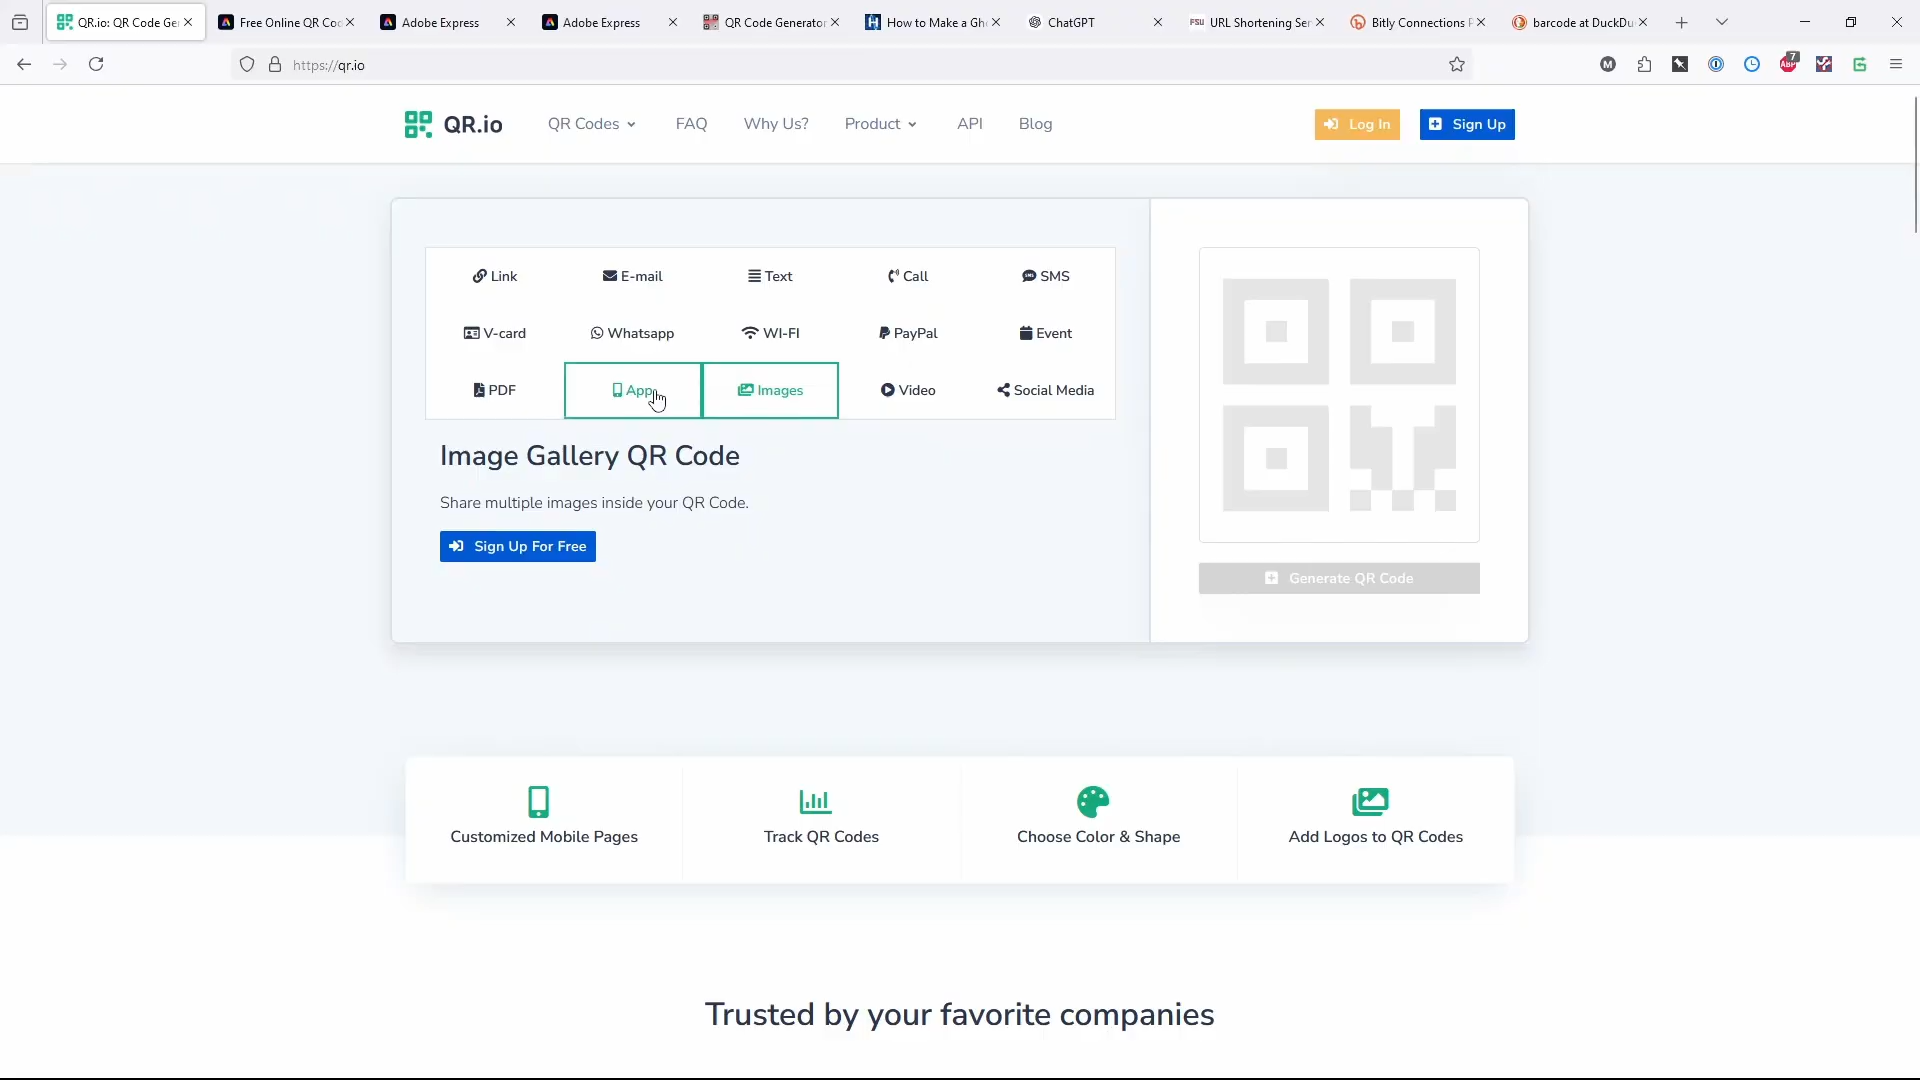 QR.io: QR Code Ge
Free Online QR Cod
Adobe Express
Adobe Express
QR Code Generator
How to Make a Gh
ChatGPT
URL Shortening Ser
Bitly Connections P
barcode at DuckDu
https://qr.io
M
7
QR.io
QR Codes
FAQ
Why Us?
Product
API
Blog
Log In
Sign Up
Link
E-mail
Text
Call
SMS
V-card
Whatsapp
WI-FI
PayPal
Event
PDF
App
Images
Video
Social Media
Image Gallery QR Code
Share multiple images inside your QR Code.
Sign Up For Free
Generate QR Code
Customized Mobile Pages
Track QR Codes
Choose Color & Shape
Add Logos to QR Codes
Trusted by your favorite companies